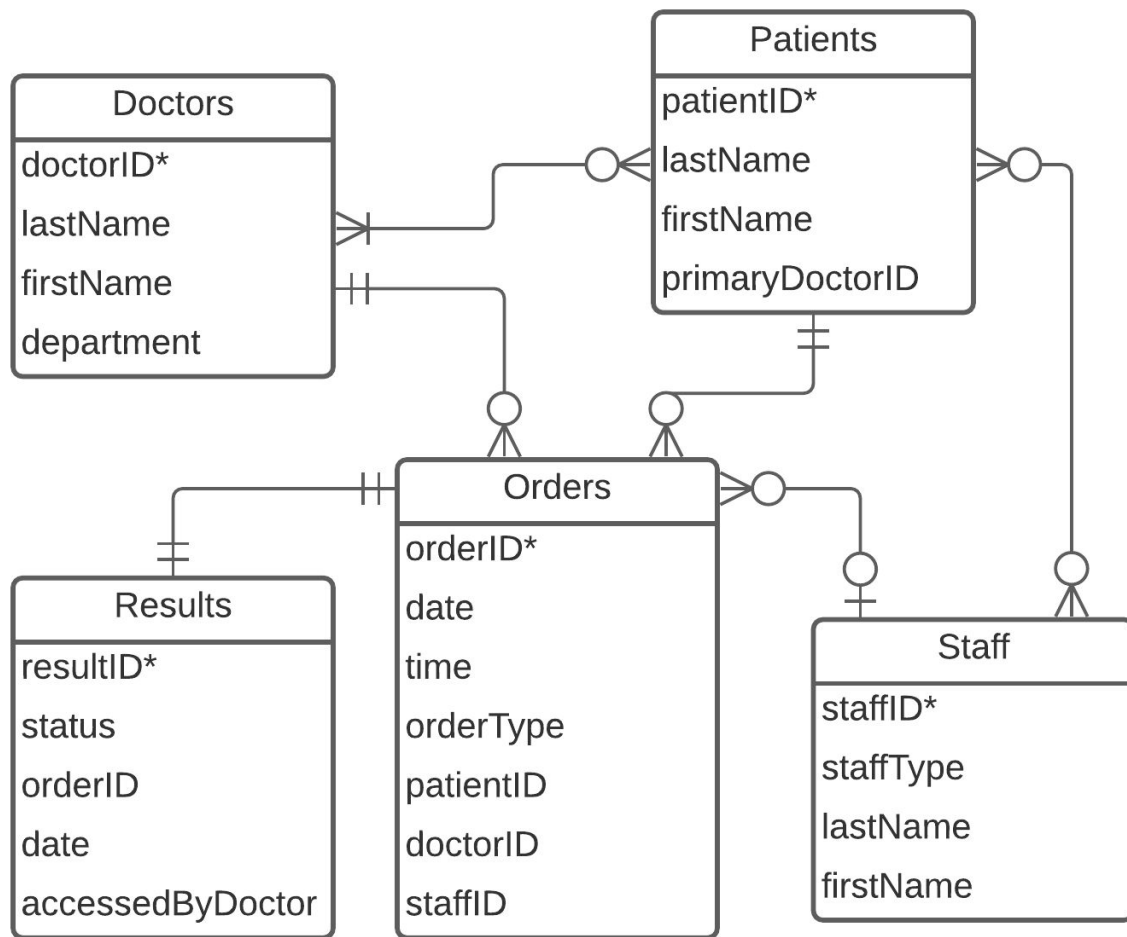 Doctors
doctorID*
lastName
firstName
department
Patients
patientID*
lastName
firstName
primaryDoctorID
Results
resultID*
status
orderID
date
accessedByDoctor
Orders
orderID*
date
time
orderType
patientID
doctorID
staffID
Staff
staffID*
staffType
lastName
firstName